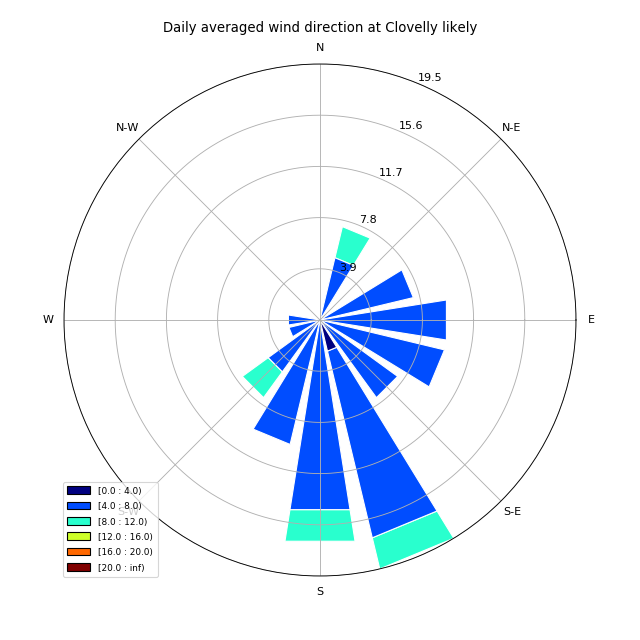 Daily averaged wind direction at Clovelly likely
N
19.5
N-W
15.6
N-E
11.7
7.8
3.9
W
E
[0.0 : 4.0)
[4.0 : 8.0)
S-W
S-E
[8.0 : 12.0)
[12.0 : 16.0)
[16.0 : 20.0)
[20.0 : inf)
S